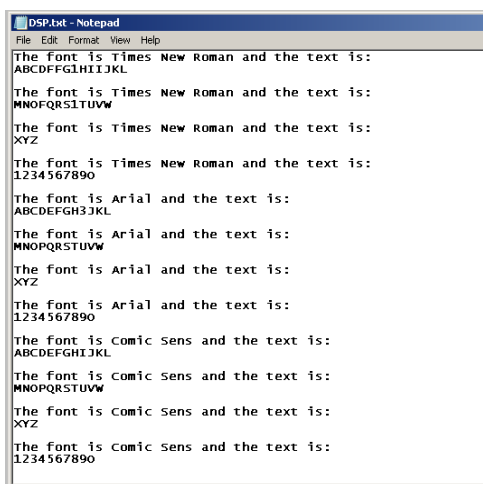 DSP.txt - Notepad
File Edit Format View Help
The font is Times New Roman and the text is:
ABCDFFG1HIIJKL
The font is Times New Roman and the text is:
MNOFQRS1TUVW
The font is Times New Roman and the text is:
XYZ
The font is Times New Roman and the text is:
123456789O
The font is Arial and the text is:
ABCDEFGH3JKL
The font is Arial and the text is:
MNOPQRSTUVW
The font is Arial and the text is:
XYZ
The font is Arial and the text is:
123456789O
The font is Comic Sens and the text is:
ABCDEFGHIJKL
The font is Comic Sens and the text is:
MNOPQRSTUVW
The font is Comic Sens and the text is:
XYZ
The font is Comic Sens and the text is:
123456789O